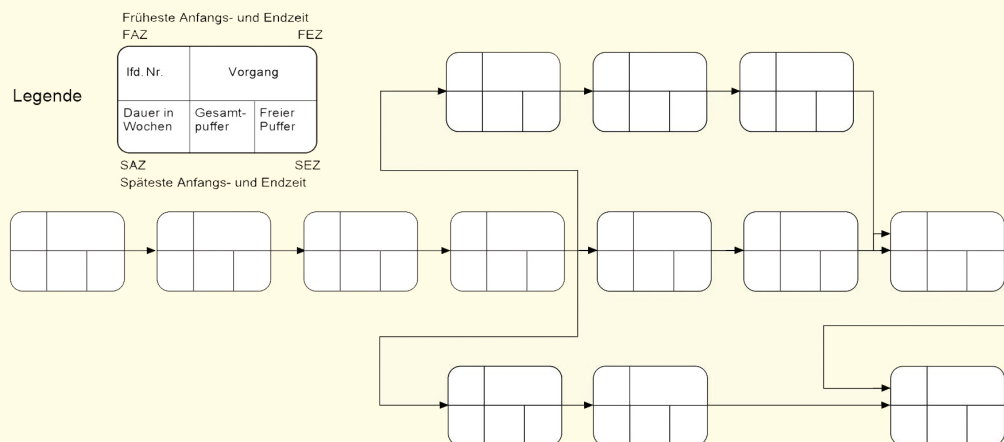 Früheste Anfangs- und Endzeit
FAZ FEZ
lfd. Nr. Vorgang
Legende
Dauer in Wochen
Gesamt-
puffer
Freier
Puffer
SAZ SEZ
Späteste Anfangs- und Endzeit